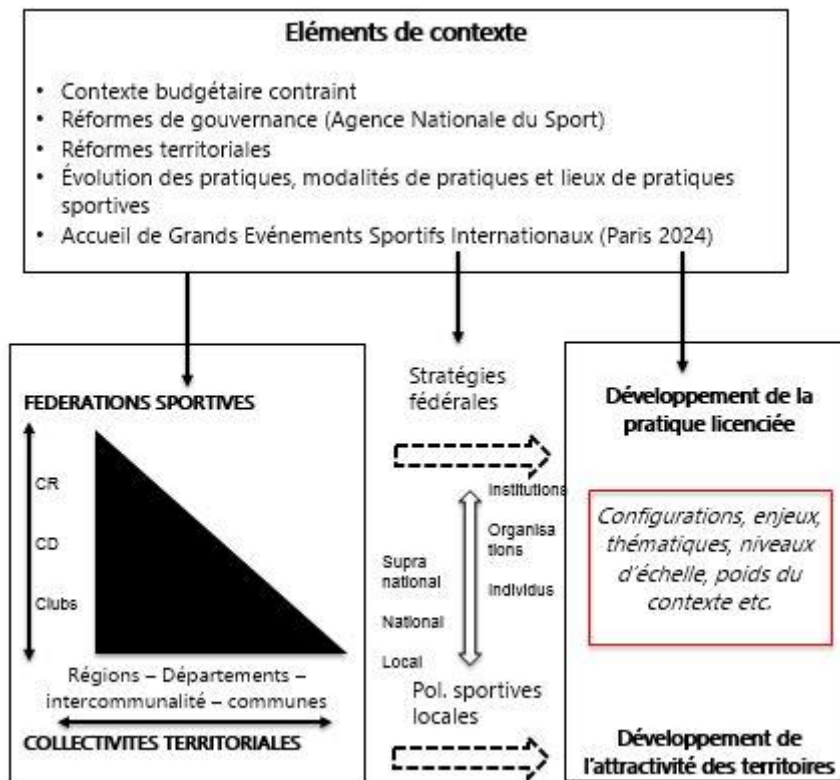 Eléments de contexte
• Contexte budgétaire contraint
• Réformes de gouvernance (Agence Nationale du Sport)
• Réformes territoriales
• Évolution des pratiques, modalités de pratiques et lieux de pratiques
sportives
• Accueil de Grands Evénements Sportifs Internationaux (Paris 2024)
FEDERATIONS SPORTIVES
CR
CD
Clubs
Régions – Départements –
intercommunalité – communes
COLLECTIVITES TERRITORIALES
Stratégies
fédérales
Institutions
Organisa
tions
Individus
Supra
national
National
Local
Pol. sportives
locales
Développement de la
pratique licenciée
Configurations, enjeux,
thématiques, niveaux
d'échelle, poids du
contexte etc.
Développement de
l'attractivité des territoires